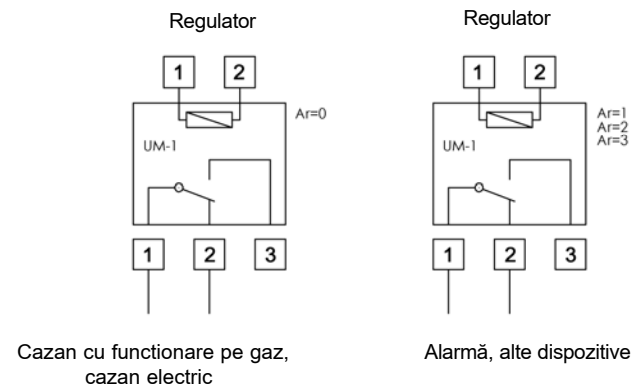 Regulator
1 2
Ar=0
UM-1
1 2 3
Cazan cu functionare pe gaz,
cazan electric
Regulator
1 2
Ar=1
Ar=2
Ar=3
UM-1
1 2 3
Alarmă, alte dispozitive